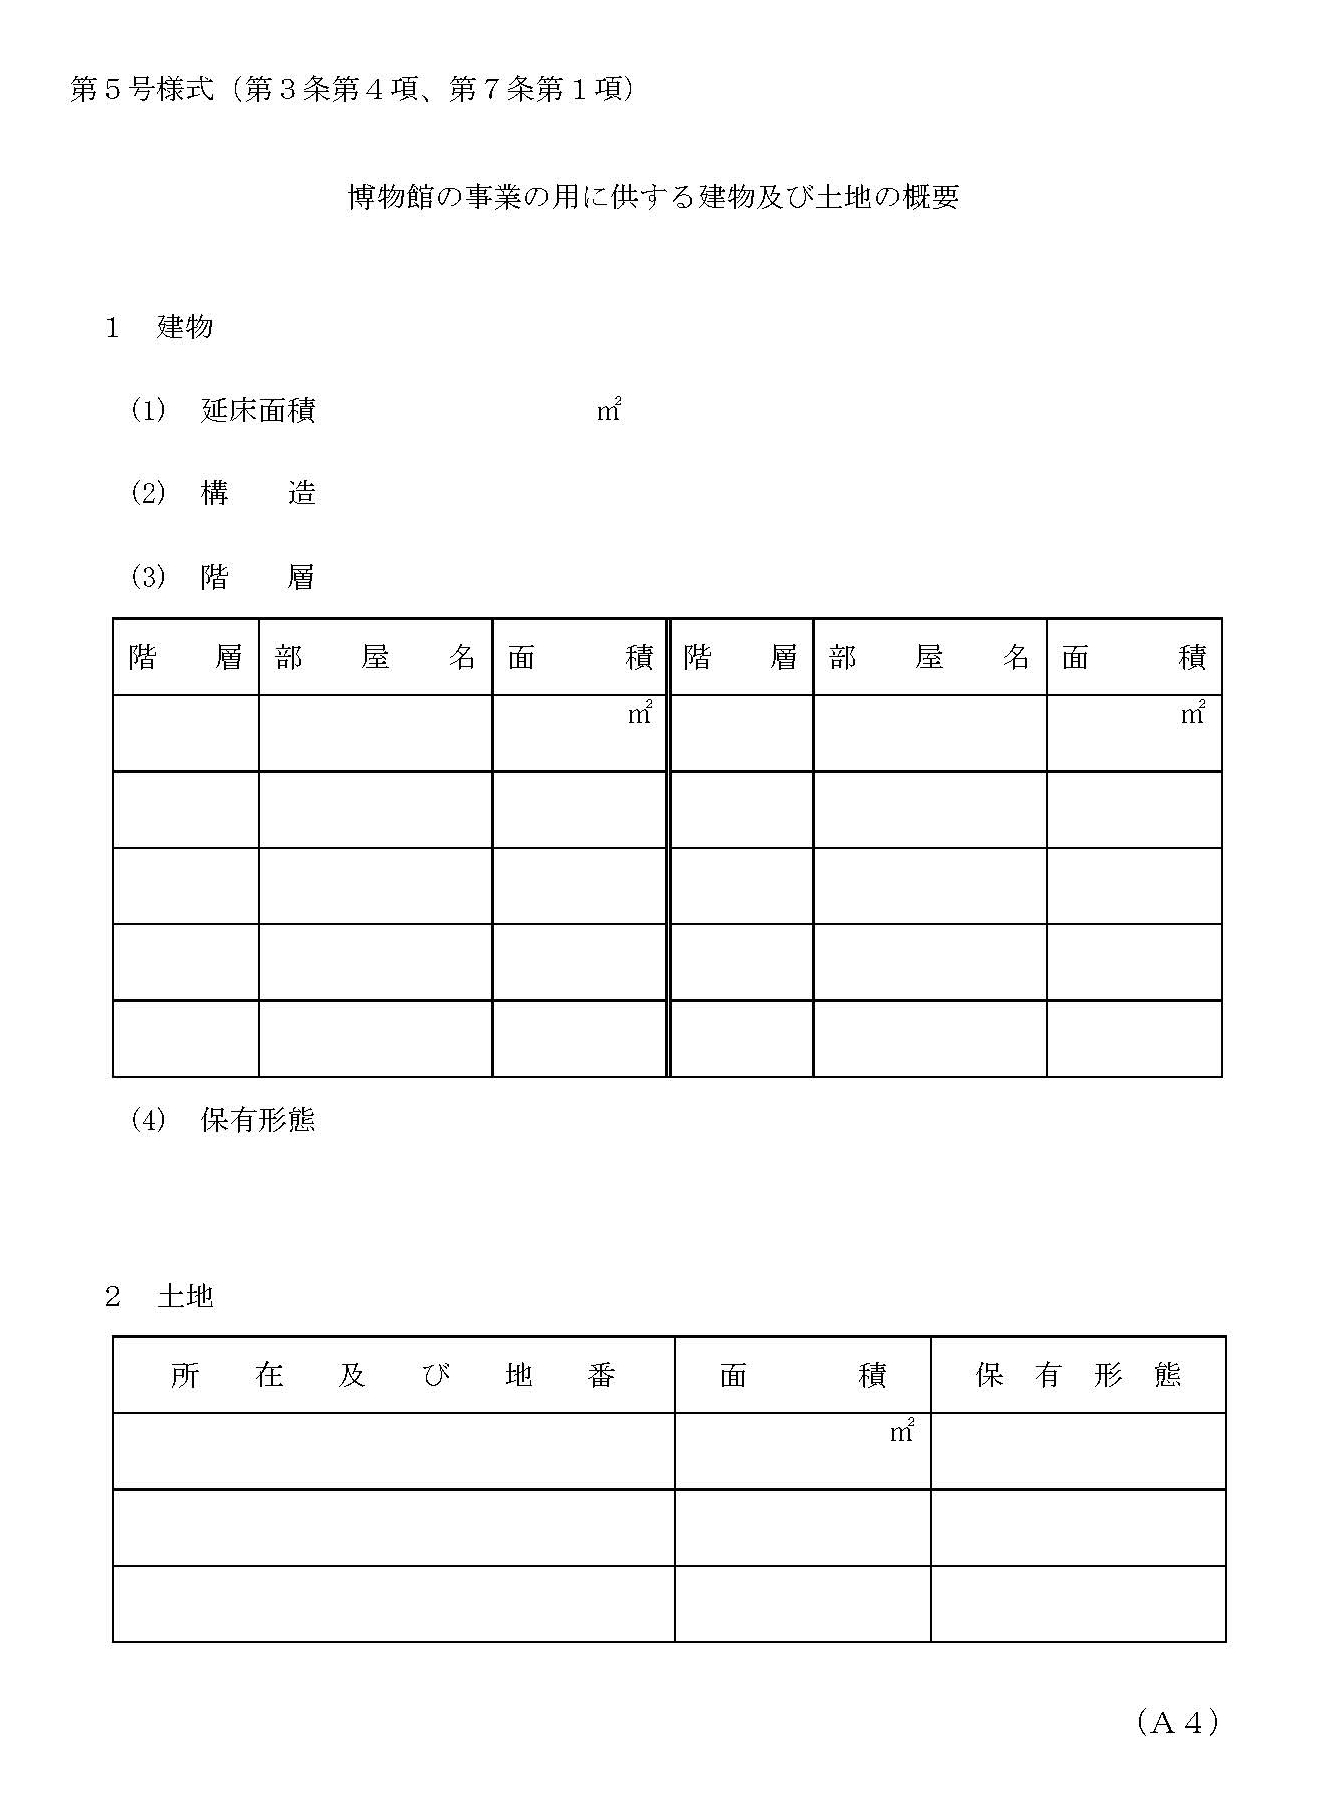 第５号様式（第３条第４項、第７条第１項）
博物館の事業の用に供する建物及び土地の概要
１　建物
(1)　延床面積　　　　　　　　　　㎡
(2)　構　　造
(3)　階　　層
階　　層　部　　屋　　名　面　　　積　階　　層　部　　屋　　名　面　　　積
㎡　㎡
(4)　保有形態
２　土地
所　在　及　び　地　番　面　　　　積　保　有　形　態
㎡
（Ａ４）